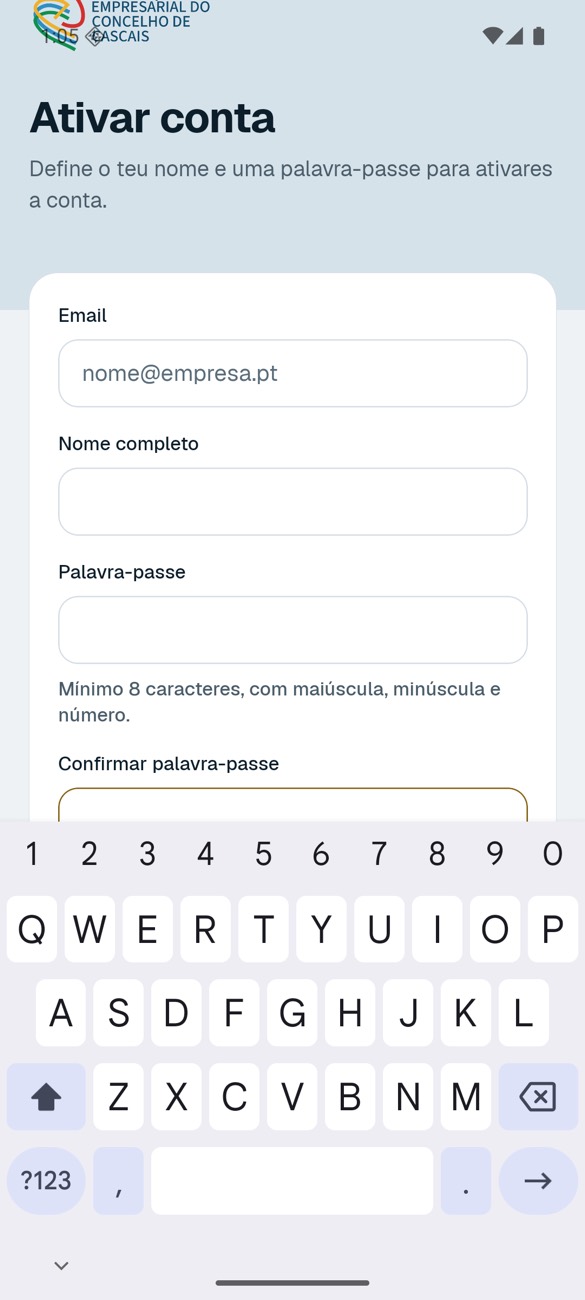 EMPRESARIAL DO
CONCELHO DE
CASCAIS
1:05
Ativar conta
Define o teu nome e uma palavra-passe para ativares
a conta.
Email
nome@empresa.pt
Nome completo
Palavra-passe
Mínimo 8 caracteres, com maiúscula, minúscula e
número.
Confirmar palavra-passe
1 2 3 4 5 6 7 8 9 0
Q W E R T Y U I O P
A S D F G H J K L
Z X C V B N M
?123 , .